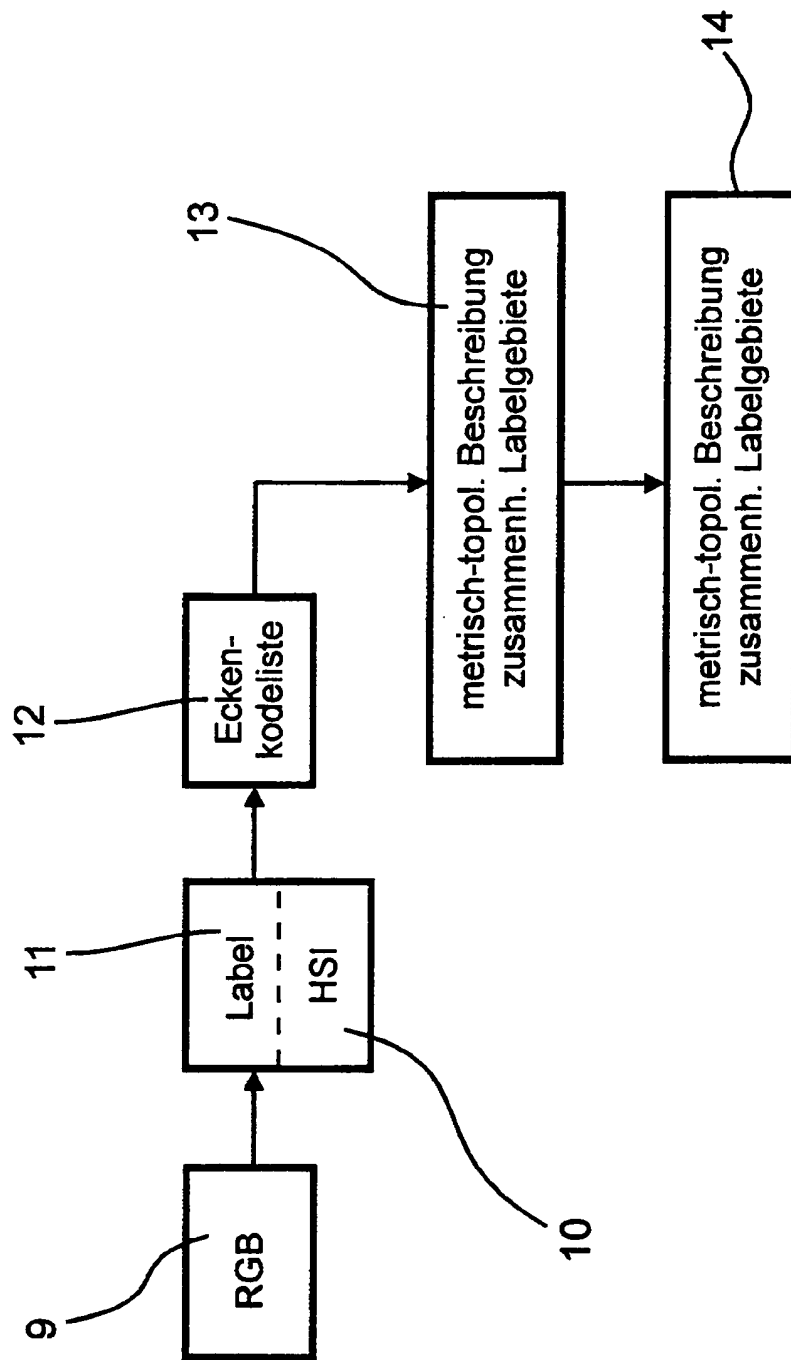 9
RGB
10
11
Label
HSI
12
Ecken-
kodeliste
13
metrisch-topol. Beschreibung
zusammenh. Labelgebiete
14
metrisch-topol. Beschreibung
zusammenh. Labelgebiete